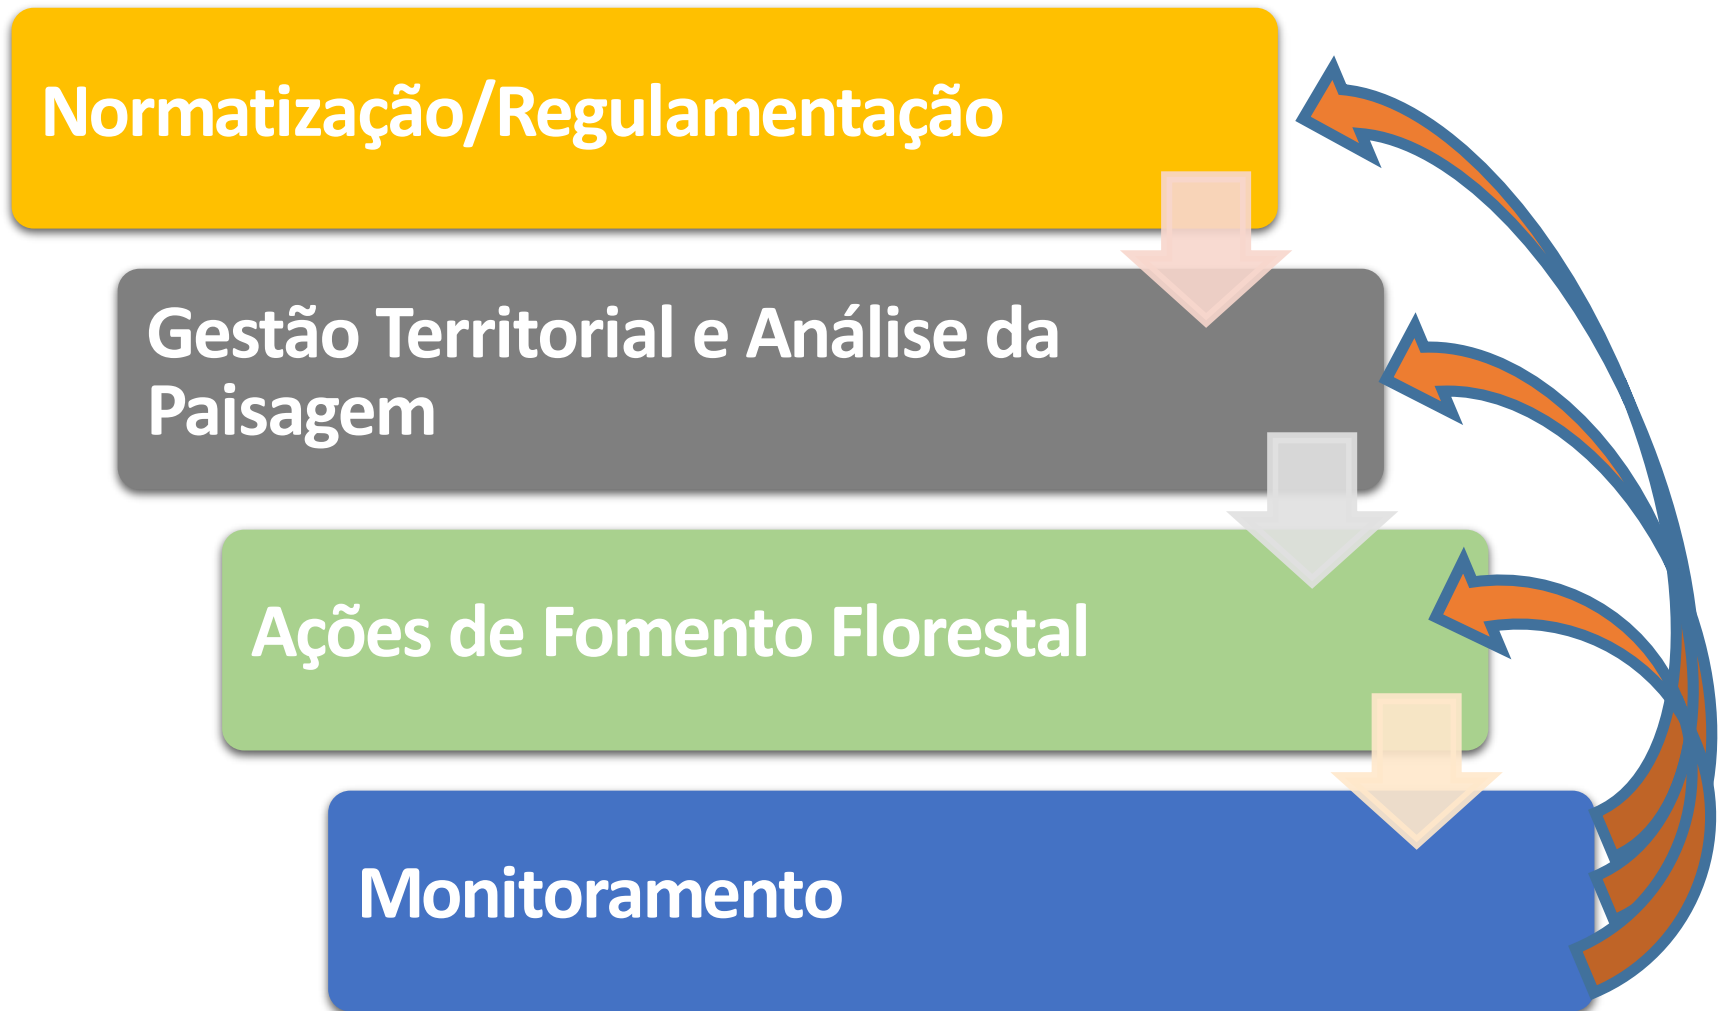 Normatização/Regulamentação
Gestão Territorial e Análise da
Paisagem
Ações de Fomento Florestal
Monitoramento